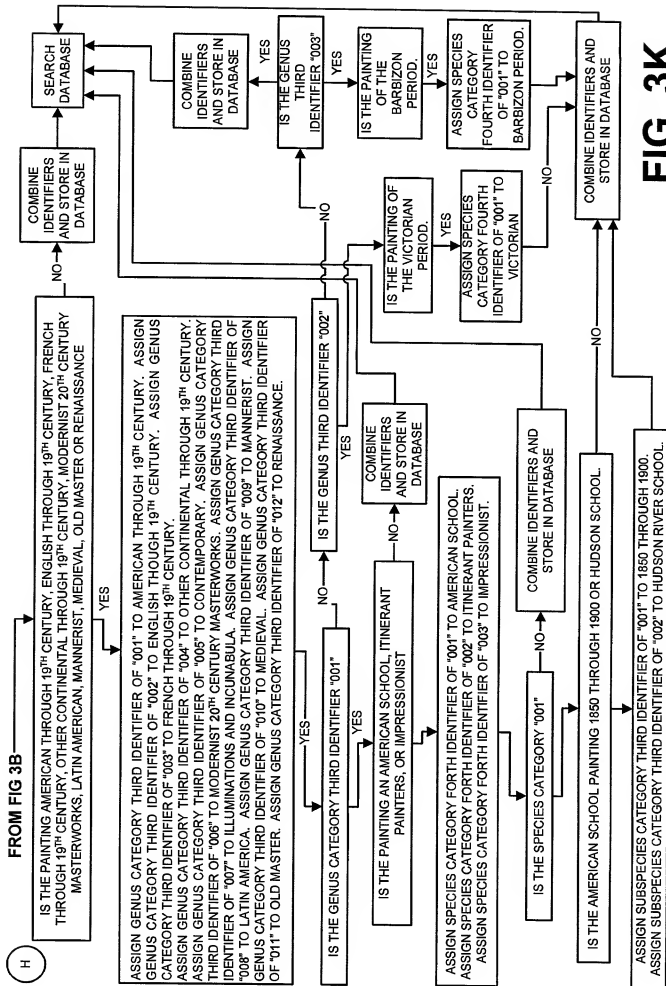 FROM FIG 3B
H
IS THE PAINTING AMERICAN THROUGH 19TH CENTURY, ENGLISH THROUGH 19TH CENTURY, FRENCH
THROUGH 19TH CENTURY, OTHER CONTINENTAL THROUGH 19TH CENTURY, MODERNIST 20TH CENTURY
MASTERWORKS, LATIN AMERICAN, MANNERIST, MEDIEVAL, OLD MASTER OR RENAISSANCE
NO
COMBINE
IDENTIFIERS
AND STORE IN
DATABASE
SEARCH
DATABASE
YES
ASSIGN GENUS CATEGORY THIRD IDENTIFIER OF "001" TO AMERICAN THROUGH 19TH CENTURY. ASSIGN
GENUS CATEGORY THIRD IDENTIFIER OF "002" TO ENGLISH THOUGH 19TH CENTURY. ASSIGN GENUS
CATEGORY THIRD IDENTIFIER OF "003" TO FRENCH THROUGH 19TH CENTURY.
ASSIGN GENUS CATEGORY THIRD IDENTIFIER OF "004" TO OTHER CONTINENTAL THROUGH 19TH CENTURY.
ASSIGN GENUS CATEGORY THIRD IDENTIFIER OF "005" TO CONTEMPORARY. ASSIGN GENUS CATEGORY
THIRD IDENTIFIER OF "006" TO MODERNIST 20TH CENTURY MASTERWORKS. ASSIGN GENUS CATEGORY THIRD
IDENTIFIER OF "007" TO ILLUMINATIONS AND INCUNABULA. ASSIGN GENUS CATEGORY THIRD IDENTIFIER OF
"008" TO LATIN AMERICA. ASSIGN GENUS CATEGORY THIRD IDENTIFIER OF "009" TO MANNERIST. ASSIGN
GENUS CATEGORY THIRD IDENTIFIER OF "010" TO MEDIEVAL. ASSIGN GENUS CATEGORY THIRD IDENTIFIER
OF "011" TO OLD MASTER. ASSIGN GENUS CATEGORY THIRD IDENTIFIER OF "012" TO RENAISSANCE.
YES
IS THE GENUS CATEGORY THIRD IDENTIFIER "001"
NO
IS THE GENUS THIRD IDENTIFIER "002"
NO
IS THE GENUS
THIRD
IDENTIFIER "003"
YES
COMBINE
IDENTIFIERS
AND STORE IN
DATABASE
YES
IS THE PAINTING
OF THE
BARBIZON
PERIOD.
YES
ASSIGN SPECIES
CATEGORY
FOURTH IDENTIFIER
OF "001" TO
BARBIZON PERIOD.
YES
IS THE PAINTING OF
THE VICTORIAN
PERIOD.
YES
ASSIGN SPECIES
CATEGORY FOURTH
IDENTIFIER OF "001" TO
VICTORIAN
NO
YES
IS THE PAINTING AN AMERICAN SCHOOL, ITINERANT
PAINTERS, OR IMPRESSIONIST
NO
COMBINE
IDENTIFIERS
AND STORE IN
DATABASE
ASSIGN SPECIES CATEGORY FORTH IDENTIFIER OF "001" TO AMERICAN SCHOOL.
ASSIGN SPECIES CATEGORY FORTH IDENTIFIER OF "002" TO ITINERANT PAINTERS.
ASSIGN SPECIES CATEGORY FORTH IDENTIFIER OF "003" TO IMPRESSIONIST.
IS THE SPECIES CATEGORY "001"
NO
COMBINE IDENTIFIERS AND
STORE IN DATABASE
IS THE AMERICAN SCHOOL PAINTING 1850 THROUGH 1900 OR HUDSON SCHOOL.
NO
COMBINE IDENTIFIERS AND
STORE IN DATABASE
ASSIGN SUBSPECIES CATEGORY THIRD IDENTIFIER OF "001" TO 1850 THROUGH 1900.
ASSIGN SUBSPECIES CATEGORY THIRD IDENTIFIER OF "002" TO HUDSON RIVER SCHOOL.
FIG. 3K